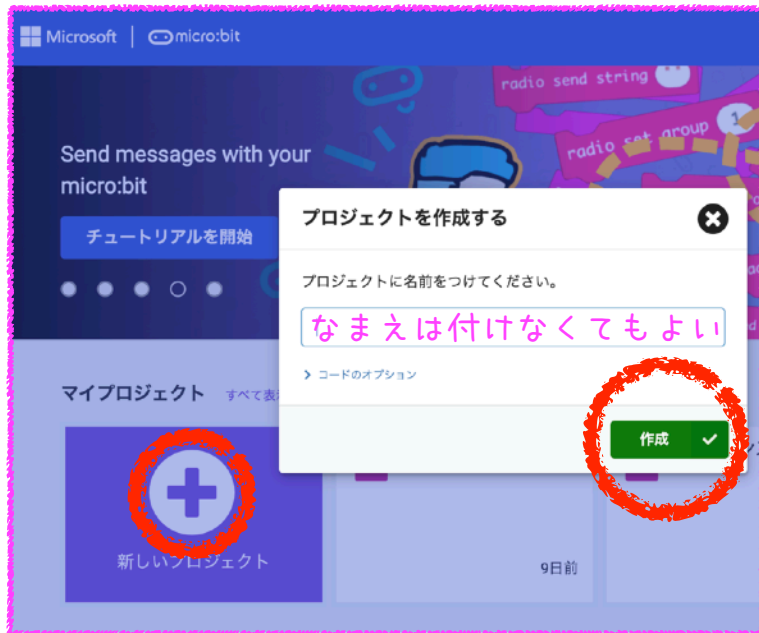 Microsoft micro:bit
radio send string
radio set group 1
Send messages with your
micro:bit
チュートリアルを開始
プロジェクトを作成する
プロジェクトに名前をつけてください。
なまえは付けなくてもよい
コードのオプション
作成
マイプロジェクト すべて表
新しいプロジェクト
9日前